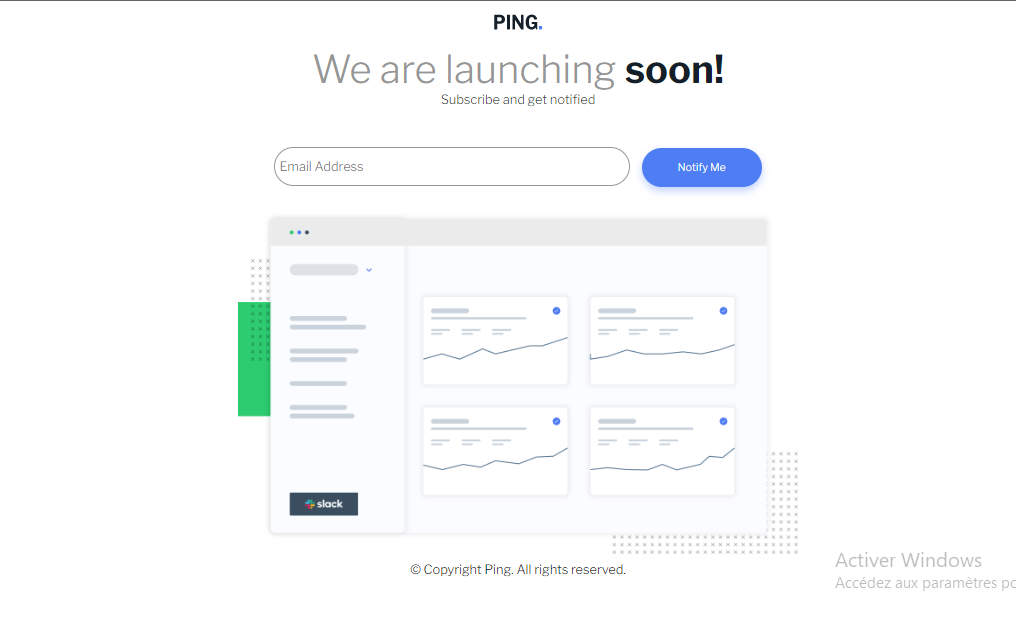 PING.
We are launching soon!
Subscribe and get notified
Email Address
Notify Me
slack
© Copyright Ping. All rights reserved.
Activer Windows
Accédez aux paramètres